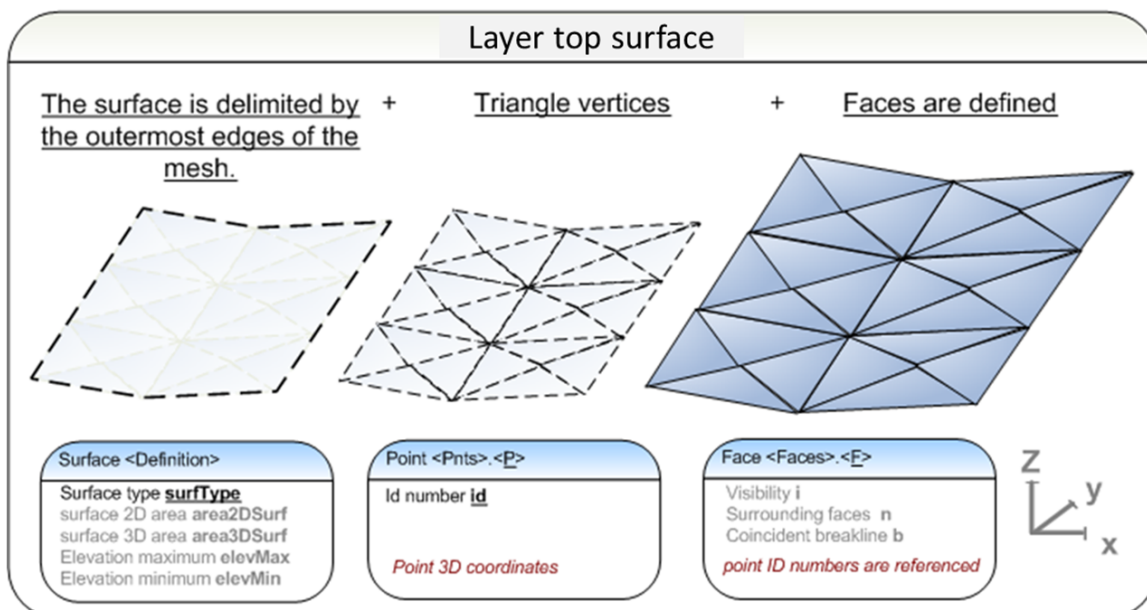 Layer top surface
The surface is delimited by
the outermost edges of the
mesh.
+
Triangle vertices
+
Faces are defined
Surface <Definition>
Surface type surfType
surface 2D area area2DSurf
surface 3D area area3DSurf
Elevation maximum elevMax
Elevation minimum elevMin
Point <Pnts>.<P>
Id number id
Point 3D coordinates
Face <Faces>.<F>
Visibility i
Surrounding faces n
Coincident breakline b
point ID numbers are referenced
Z
y
x